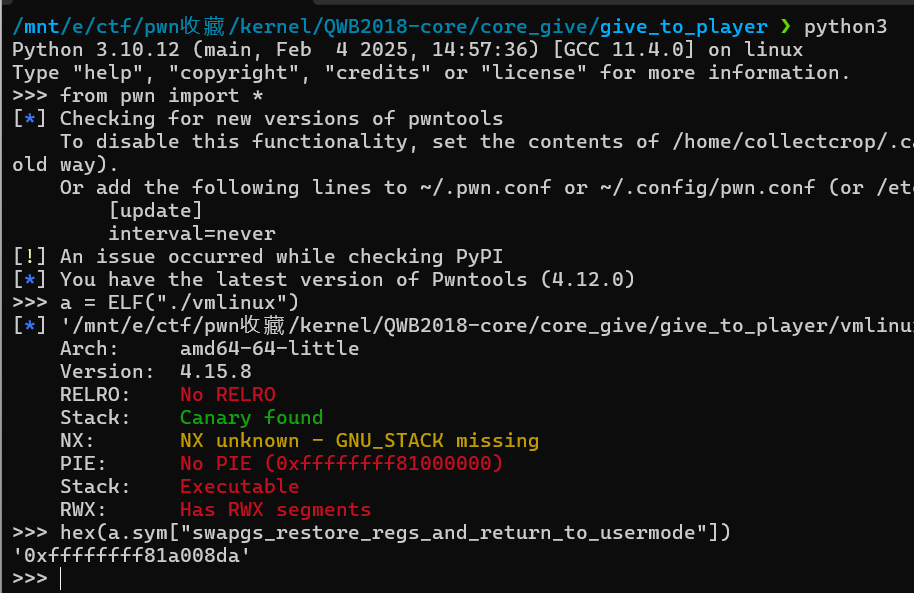 /mnt/e/ctf/pwn收藏/kernel/QWB2018-core/core_give/give_to_player ❯ python3
Python 3.10.12 (main, Feb  4 2025, 14:57:36) [GCC 11.4.0] on linux
Type "help", "copyright", "credits" or "license" for more information.
>>> from pwn import *
[*] Checking for new versions of pwntools
    To disable this functionality, set the contents of /home/collectcrop/.ca
old way).
    Or add the following lines to ~/.pwn.conf or ~/.config/pwn.conf (or /etc
        [update]
        interval=never
[!] An issue occurred while checking PyPI
[*] You have the latest version of Pwntools (4.12.0)
>>> a = ELF("./vmlinux")
[*] '/mnt/e/ctf/pwn收藏/kernel/QWB2018-core/core_give/give_to_player/vmlinu
    Arch:     amd64-64-little
    Version:  4.15.8
    RELRO:    No RELRO
    Stack:    Canary found
    NX:       NX unknown - GNU_STACK missing
    PIE:      No PIE (0xffffffff81000000)
    Stack:    Executable
    RWX:      Has RWX segments
>>> hex(a.sym["swapgs_restore_regs_and_return_to_usermode"])
'0xffffffff81a008da'
>>>